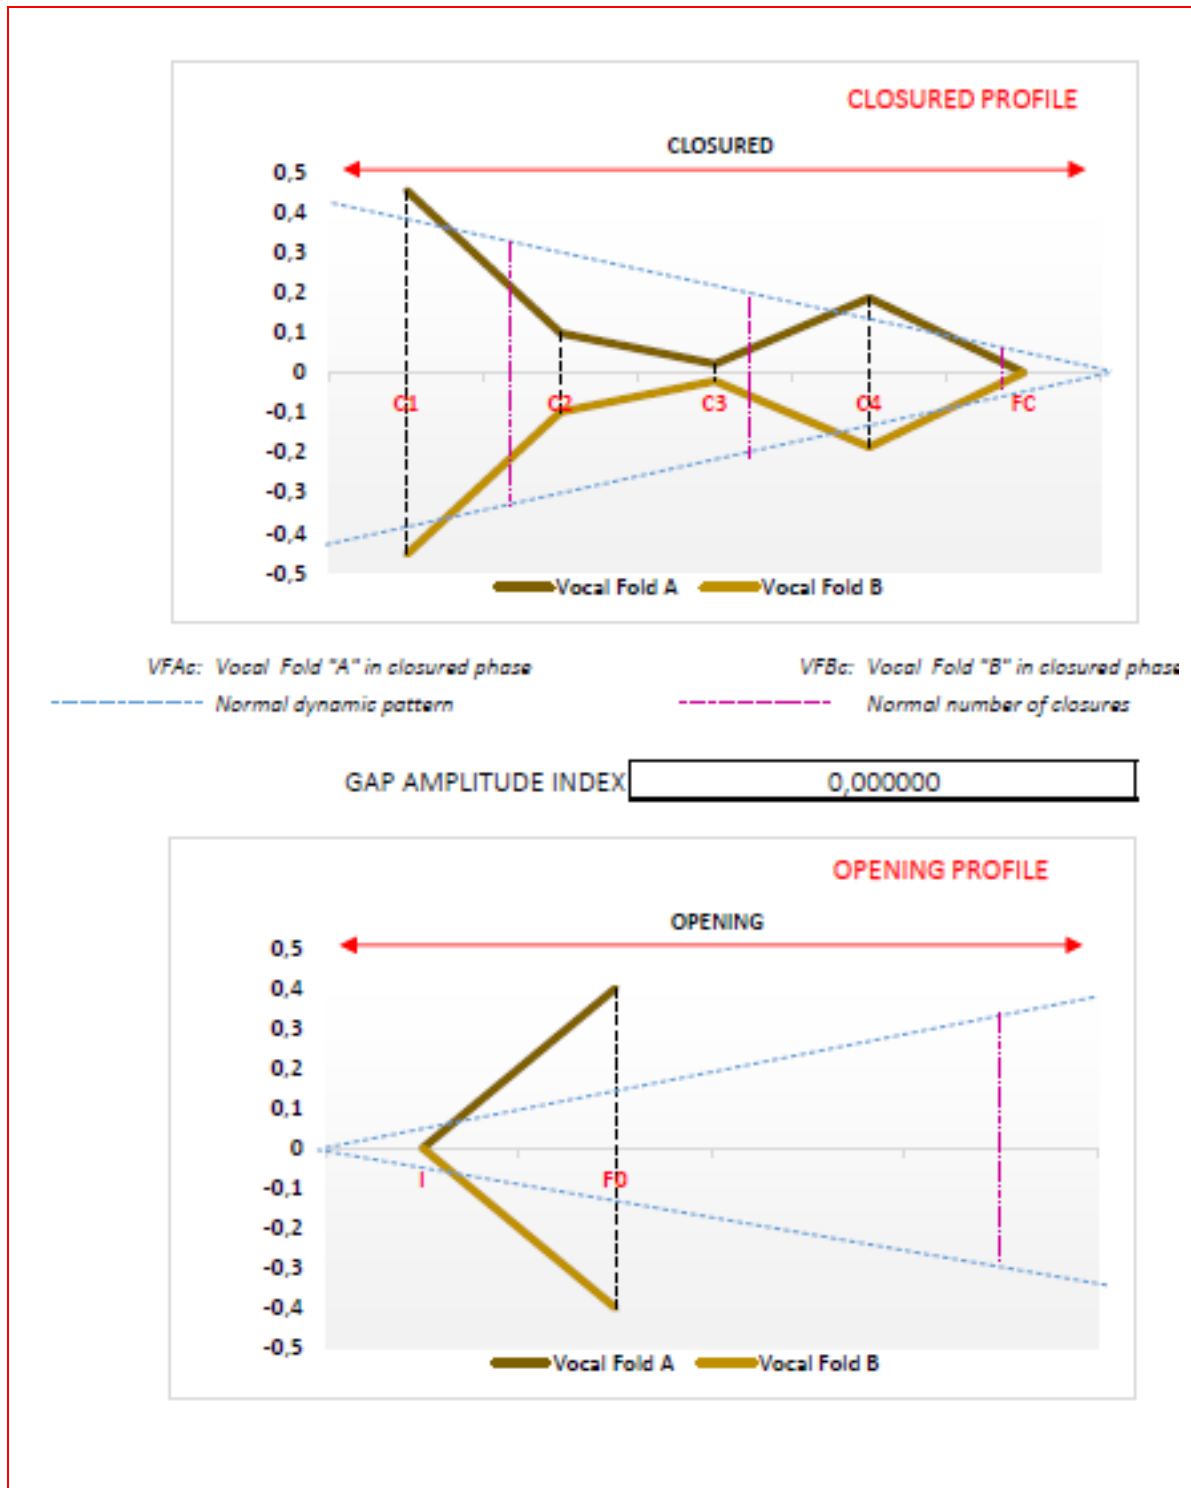 CLOSURED PROFILE
CLOSURED
0,5
0,4
0,3
0,2
0,1
0
C1 C2 C3 C4 FC
-0,1
-0,2
-0,3
-0,4
-0,5
Vocal Fold A Vocal Fold B
VFAc: Vocal Fold "A" in closured phase VFBc: Vocal Fold "B" in closured phase
Normal dynamic pattern Normal number of closures
GAP AMPLITUDE INDEX 0,000000
OPENING PROFILE
OPENING
0,5
0,4
0,3
0,2
0,1
0
I F0
-0,1
-0,2
-0,3
-0,4
-0,5
Vocal Fold A Vocal Fold B